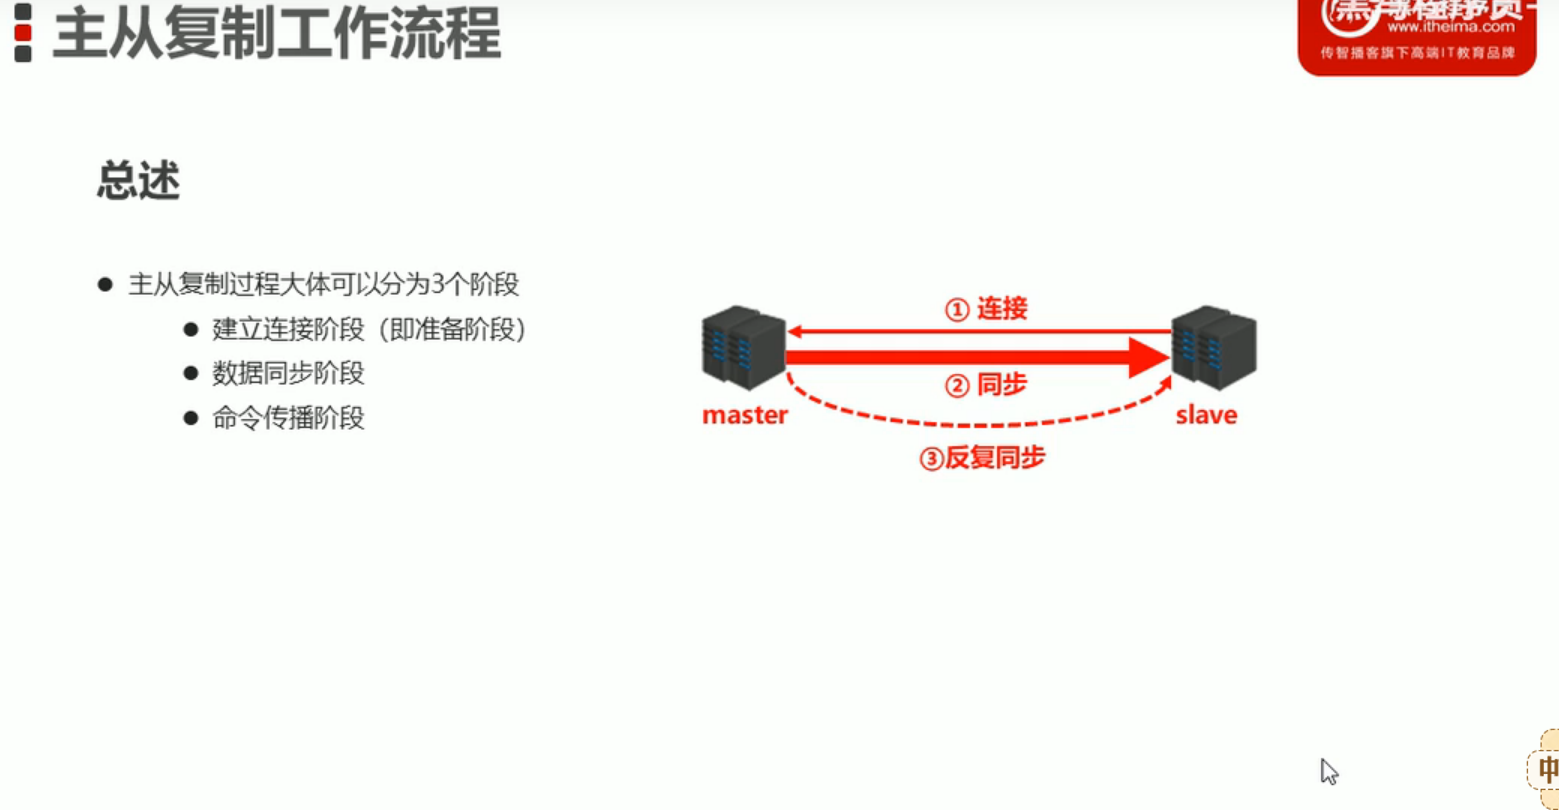 主从复制工作流程
www.itheima.com
传智播客旗下高端IT教育品牌
总述
● 主从复制过程大体可以分为3个阶段
● 建立连接阶段（即准备阶段）
● 数据同步阶段
● 命令传播阶段
① 连接
② 同步
master
slave
③反复同步
中